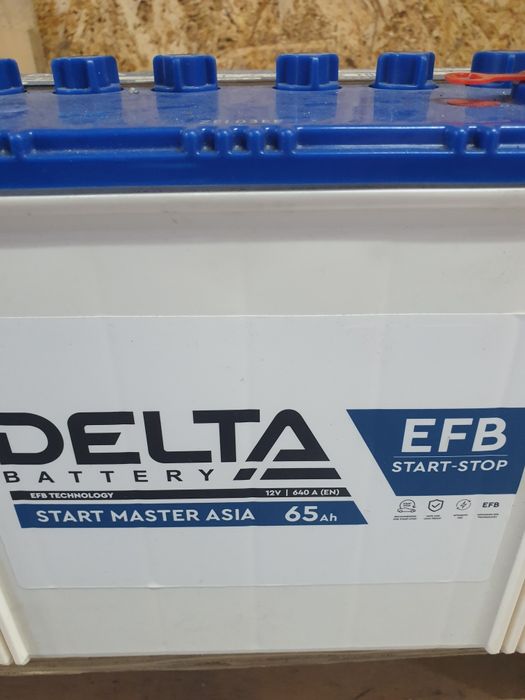 DELTA
BATTERY
EFB TECHNOLOGY
12V | 640 A (EN)
START MASTER ASIA 65Ah
EFB
START-STOP
EFB